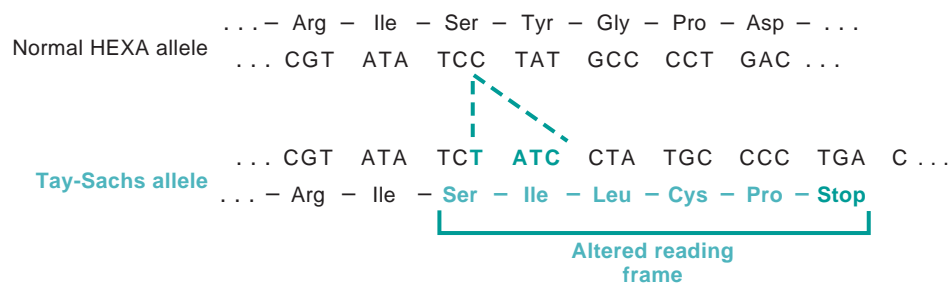 . . . – Arg – Ile – Ser – Tyr – Gly – Pro – Asp – . . .
Normal HEXA allele
. . . CGT ATA TCC TAT GCC CCT GAC . . .
. . . CGT ATA TCT ATC CTA TGC CCC TGA C . . .
Tay-Sachs allele
. . . – Arg – Ile – Ser – Ile – Leu – Cys – Pro – Stop
Altered reading
frame